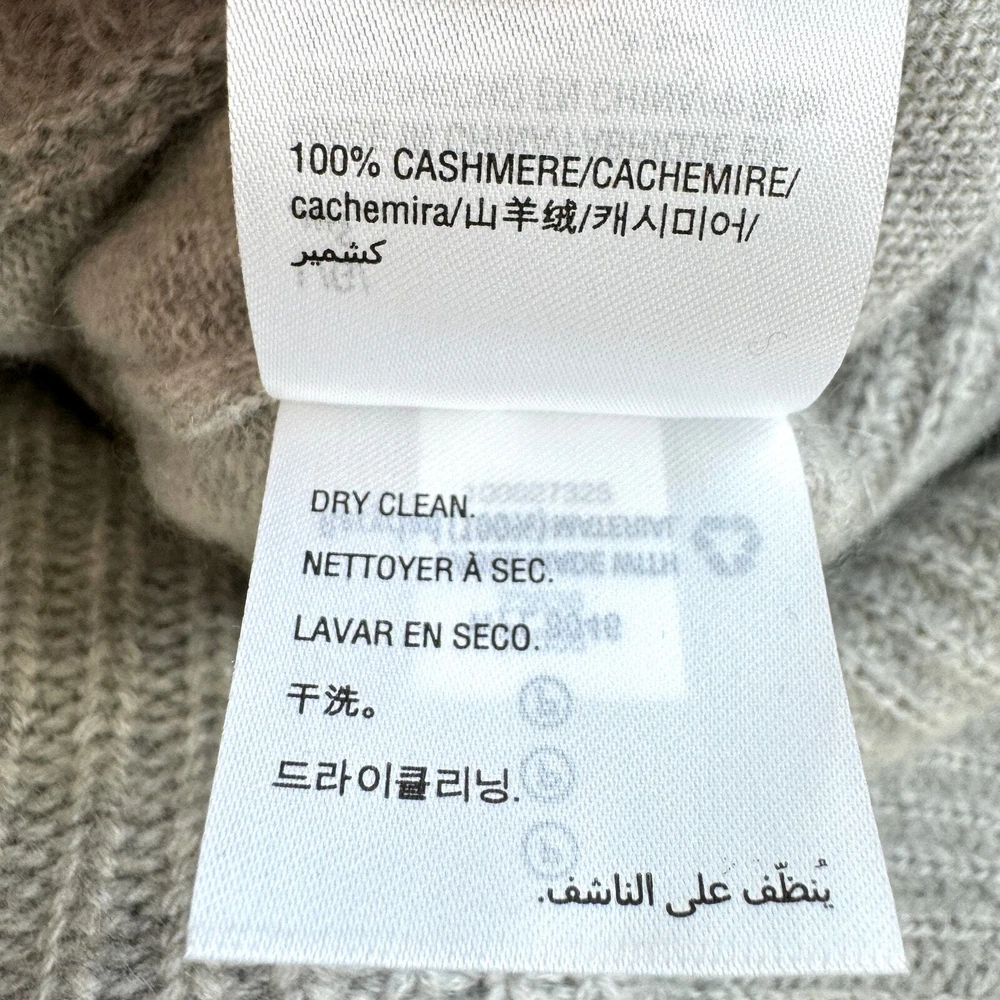 100% CASHMERE/CACHEMIRE/
cachemira/山羊绒/캐시미어/
كشمير
DRY CLEAN.
NETTOYER À SEC.
LAVAR EN SECO.
干洗。
드라이클리닝.
يُنظّف على الناشف.